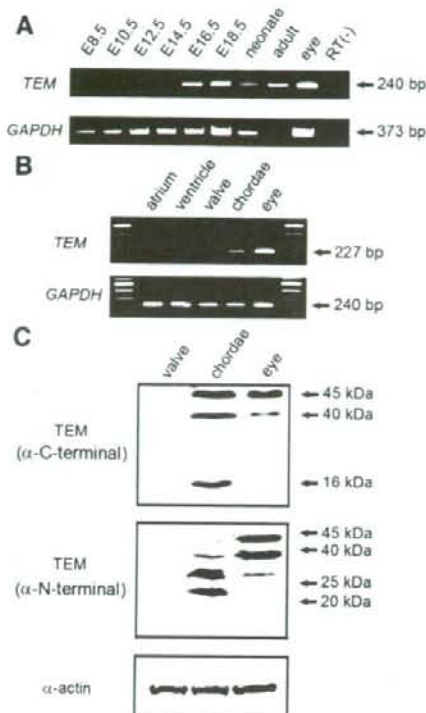 A
E8.5 E10.5 E12.5 E14.5 E16.5 E18.5 neonate adult eye RT(-)
TEM ← 240 bp
GAPDH ← 373 bp
B
atrium ventricle valve chordae eye
TEM ← 227 bp
GAPDH ← 240 bp
C
valve chordae eye
← 45 kDa
← 40 kDa
TEM
(α-C-terminal)
← 16 kDa
← 45 kDa
← 40 kDa
TEM
(α-N-terminal)
← 25 kDa
← 20 kDa
α-actin